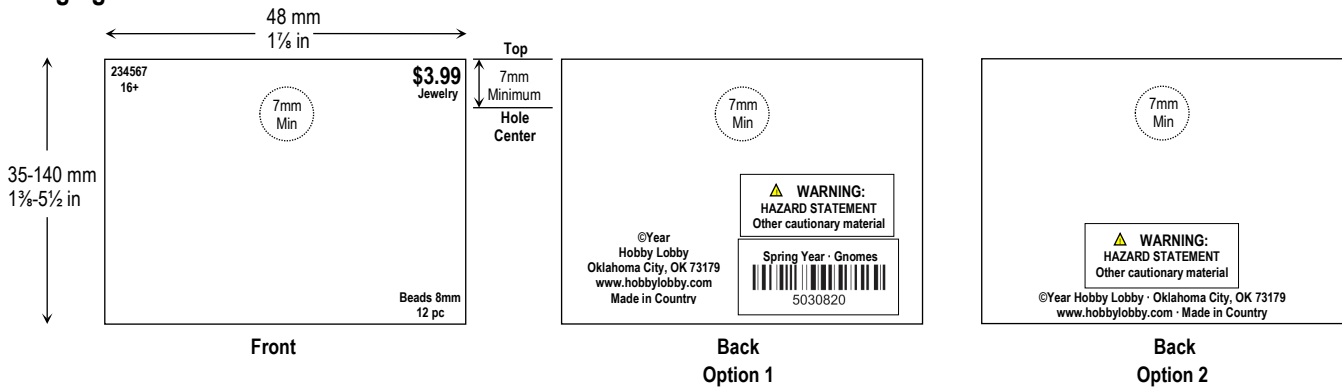 48 mm
1⅞ in
35-140 mm
1⅜-5½ in
234567
16+
7mm
Min
$3.99
Jewelry
Beads 8mm
12 pc
Front
Top
7mm
Minimum
Hole
Center
7mm
Min
⚠ WARNING:
HAZARD STATEMENT
Other cautionary material
©Year
Hobby Lobby
Oklahoma City, OK 73179
www.hobbylobby.com
Made in Country
Spring Year · Gnomes
5030820
Back
Option 1
7mm
Min
⚠ WARNING:
HAZARD STATEMENT
Other cautionary material
©Year Hobby Lobby · Oklahoma City, OK 73179
www.hobbylobby.com · Made in Country
Back
Option 2